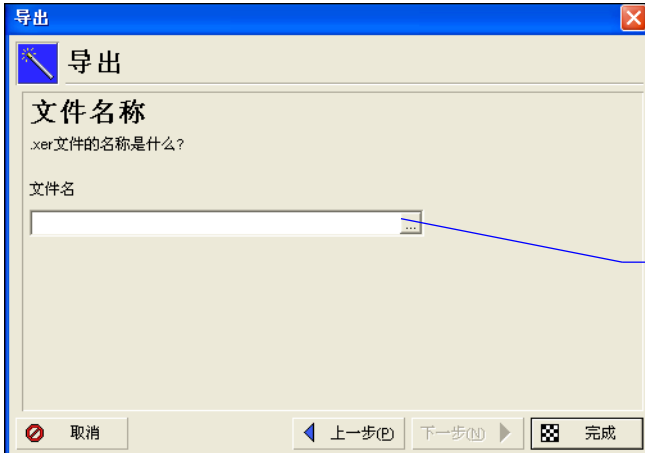 导出
导出
文件名称
.xer文件的名称是什么?
文件名
...
取消
上一步(P)
下一步(N)
完成